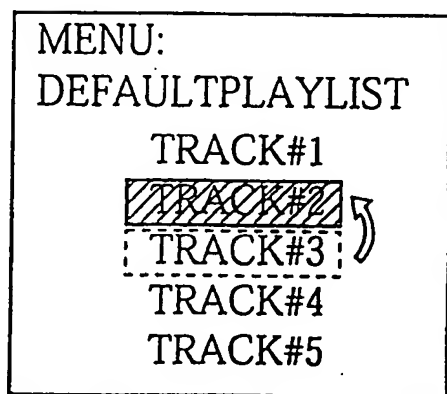 MENU:
DEFAULTPLAYLIST
TRACK#1
TRACK#2
TRACK#3
TRACK#4
TRACK#5